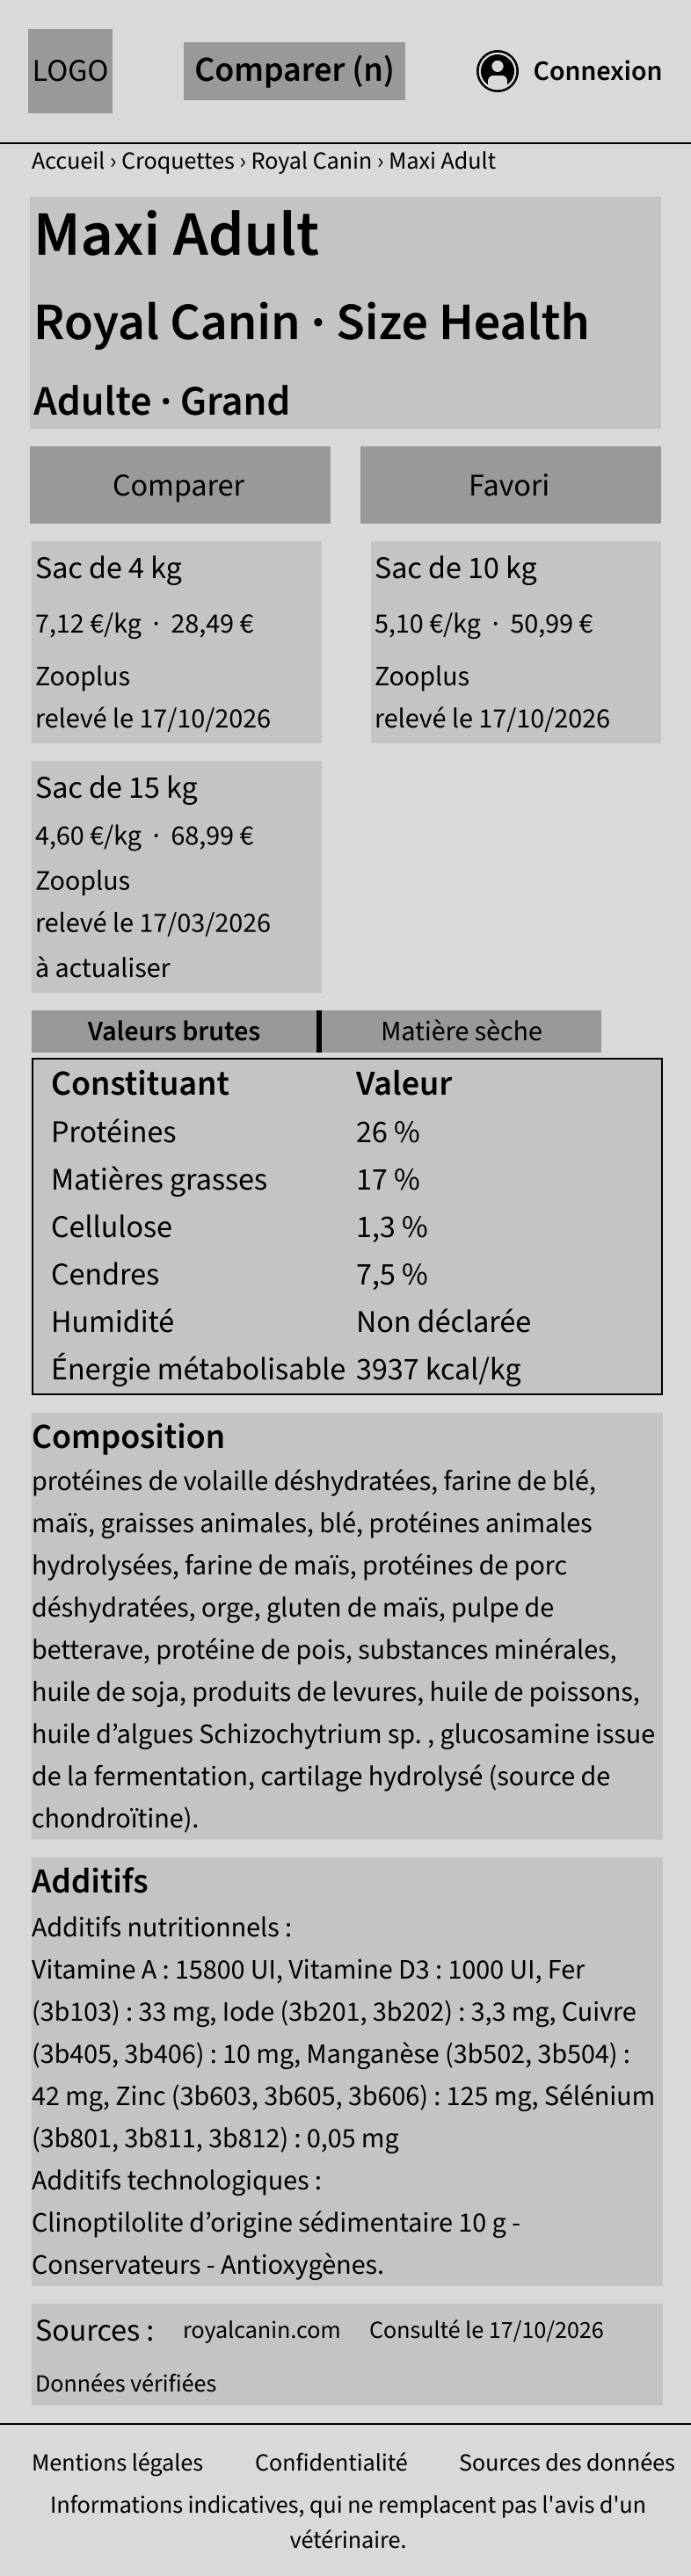 LOGO
Comparer (n)
Connexion
Accueil › Croquettes › Royal Canin › Maxi Adult
Maxi Adult
Royal Canin · Size Health
Adulte · Grand
Comparer
Favori
Sac de 4 kg
7,12 €/kg · 28,49 €
Zooplus
relevé le 17/10/2026
Sac de 10 kg
5,10 €/kg · 50,99 €
Zooplus
relevé le 17/10/2026
Sac de 15 kg
4,60 €/kg · 68,99 €
Zooplus
relevé le 17/03/2026
à actualiser
Valeurs brutes
Matière sèche
Constituant Valeur
Protéines 26 %
Matières grasses 17 %
Cellulose 1,3 %
Cendres 7,5 %
Humidité Non déclarée
Énergie métabolisable 3937 kcal/kg
Composition
protéines de volaille déshydratées, farine de blé,
maïs, graisses animales, blé, protéines animales
hydrolysées, farine de maïs, protéines de porc
déshydratées, orge, gluten de maïs, pulpe de
betterave, protéine de pois, substances minérales,
huile de soja, produits de levures, huile de poissons,
huile d’algues Schizochytrium sp. , glucosamine issue
de la fermentation, cartilage hydrolysé (source de
chondroïtine).
Additifs
Additifs nutritionnels :
Vitamine A : 15800 UI, Vitamine D3 : 1000 UI, Fer
(3b103) : 33 mg, Iode (3b201, 3b202) : 3,3 mg, Cuivre
(3b405, 3b406) : 10 mg, Manganèse (3b502, 3b504) :
42 mg, Zinc (3b603, 3b605, 3b606) : 125 mg, Sélénium
(3b801, 3b811, 3b812) : 0,05 mg
Additifs technologiques :
Clinoptilolite d’origine sédimentaire 10 g -
Conservateurs - Antioxygènes.
Sources : royalcanin.com Consulté le 17/10/2026
Données vérifiées
Mentions légales Confidentialité Sources des données
Informations indicatives, qui ne remplacent pas l'avis d'un
vétérinaire.